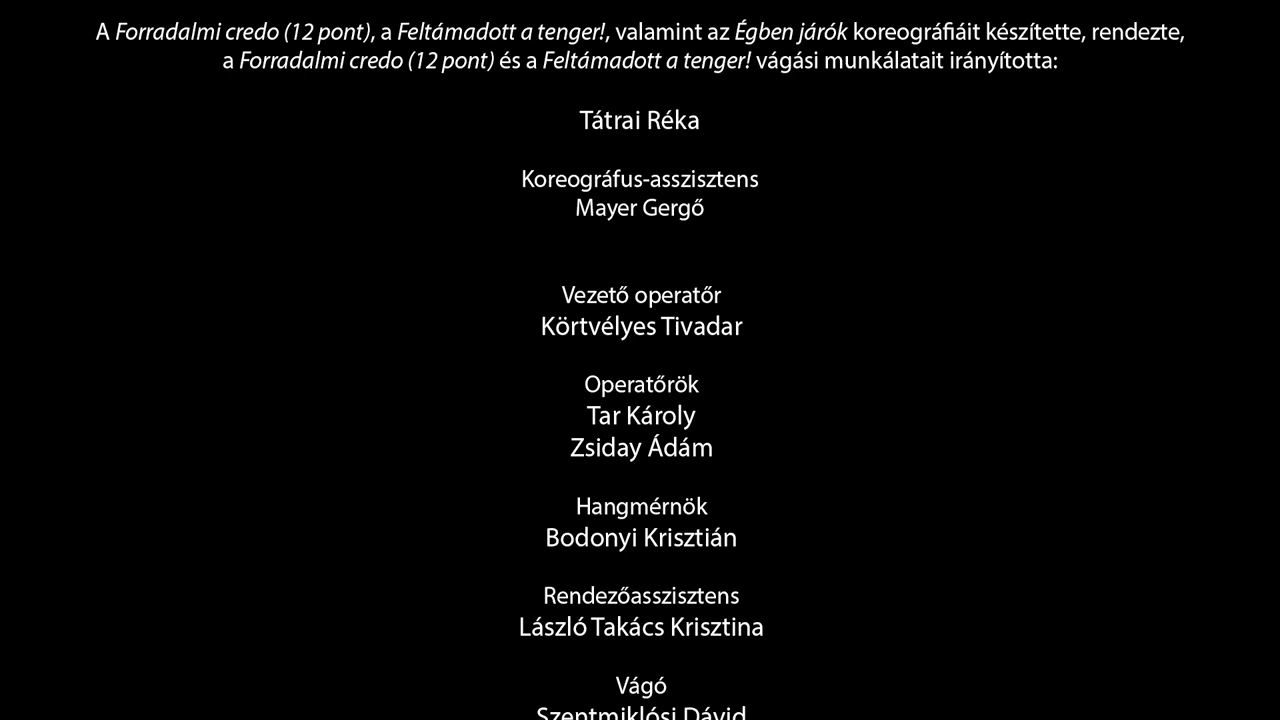 A Forradalmi credo (12 pont), a Feltámadott a tenger!, valamint az Égben járók koreográfiáit készítette, rendezte,
a Forradalmi credo (12 pont) és a Feltámadott a tenger! vágási munkálatait irányította:
Tátrai Réka
Koreográfus-asszisztens
Mayer Gergő
Vezető operatőr
Körtvélyes Tivadar
Operatőrök
Tar Károly
Zsiday Ádám
Hangmérnök
Bodonyi Krisztián
Rendezőasszisztens
László Takács Krisztina
Vágó
Szentmiklósi Dávid